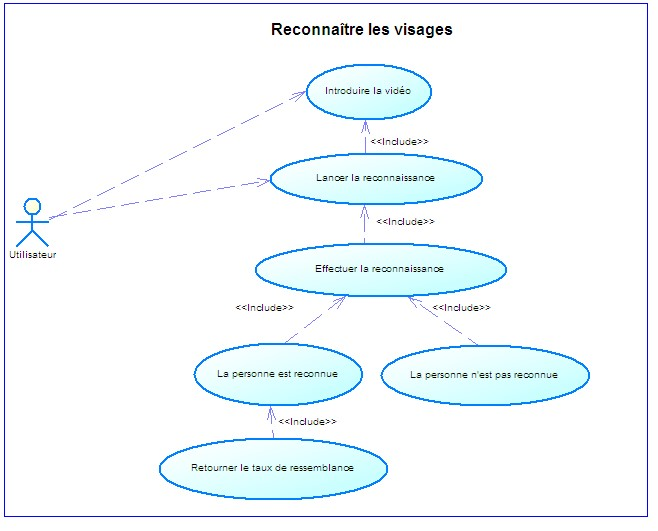 Reconnaître les visages
Introduire la vidéo
<<Include>>
Lancer la reconnaissance
<<Include>>
Utilisateur
Effectuer la reconnaissance
<<Include>>
<<Include>>
La personne est reconnue
La personne n'est pas reconnue
<<Include>>
Retourner le taux de ressemblance